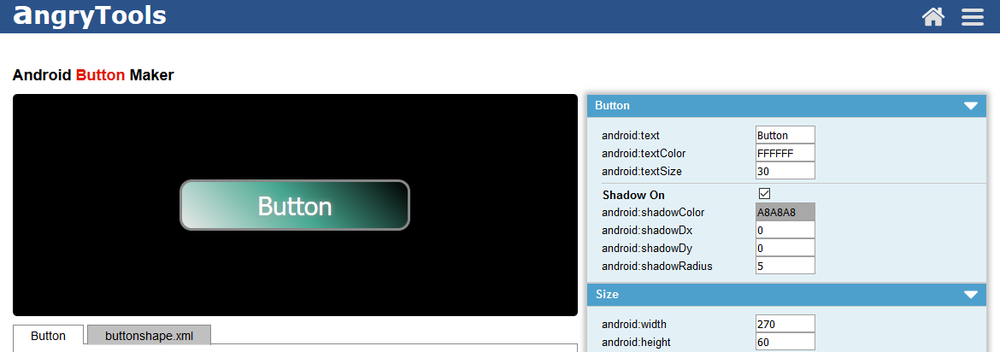 angryTools
Android Button Maker
Button
Button
buttonshape.xml
Button
android:text
Button
android:textColor
FFFFFF
android:textSize
30
Shadow On
android:shadowColor
A8A8A8
android:shadowDx
0
android:shadowDy
0
android:shadowRadius
5
Size
android:width
270
android:height
60